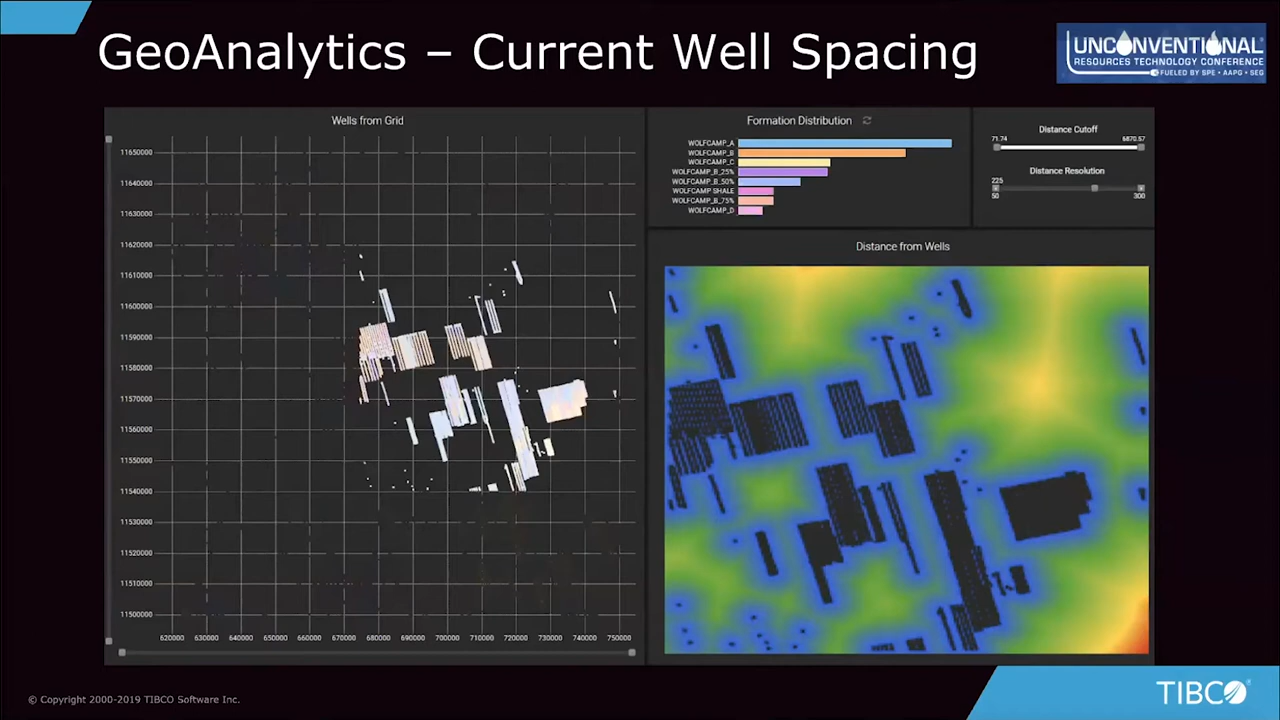 GeoAnalytics – Current Well Spacing
UNCONVENTIONAL
RESOURCES TECHNOLOGY CONFERENCE
FUELED BY SPE • AAPG • SEG
Wells from Grid
11650000
11640000
11630000
11620000
11610000
11600000
11590000
11580000
11570000
11560000
11550000
11540000
11530000
11520000
11510000
11500000
620000 630000 640000 650000 660000 670000 680000 690000 700000 710000 720000 730000 740000 750000
Formation Distribution
WOLFCAMP_A
WOLFCAMP_B
WOLFCAMP_C
WOLFCAMP_B_25%
WOLFCAMP_B_50%
WOLFCAMP SHALE
WOLFCAMP_B_75%
WOLFCAMP_D
Distance Cutoff
71.74 6870.57
Distance Resolution
225
50 300
Distance from Wells
© Copyright 2000-2019 TIBCO Software Inc.
TIBCO®